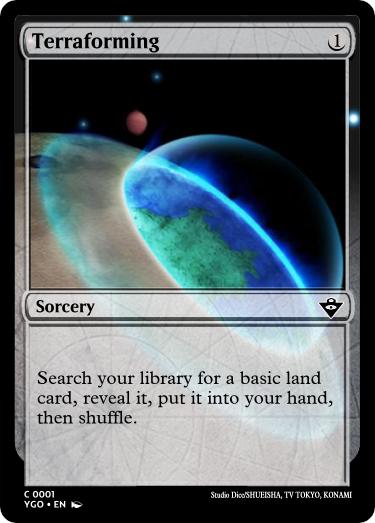 Terraforming 1
Sorcery
Search your library for a basic land
card, reveal it, put it into your hand,
then shuffle.
C 0001
YGO • EN
Studio Dice/SHUEISHA, TV TOKYO, KONAMI